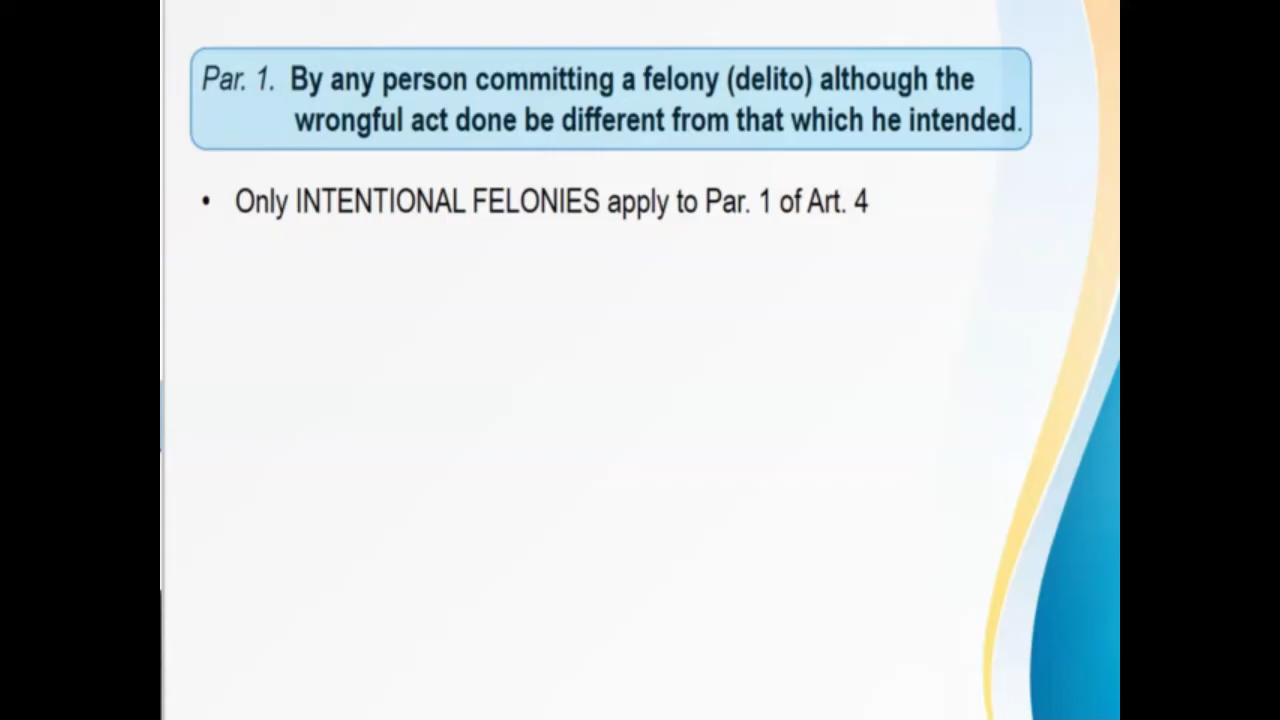 Par. 1. By any person committing a felony (delito) although the
wrongful act done be different from that which he intended.
• Only INTENTIONAL FELONIES apply to Par. 1 of Art. 4